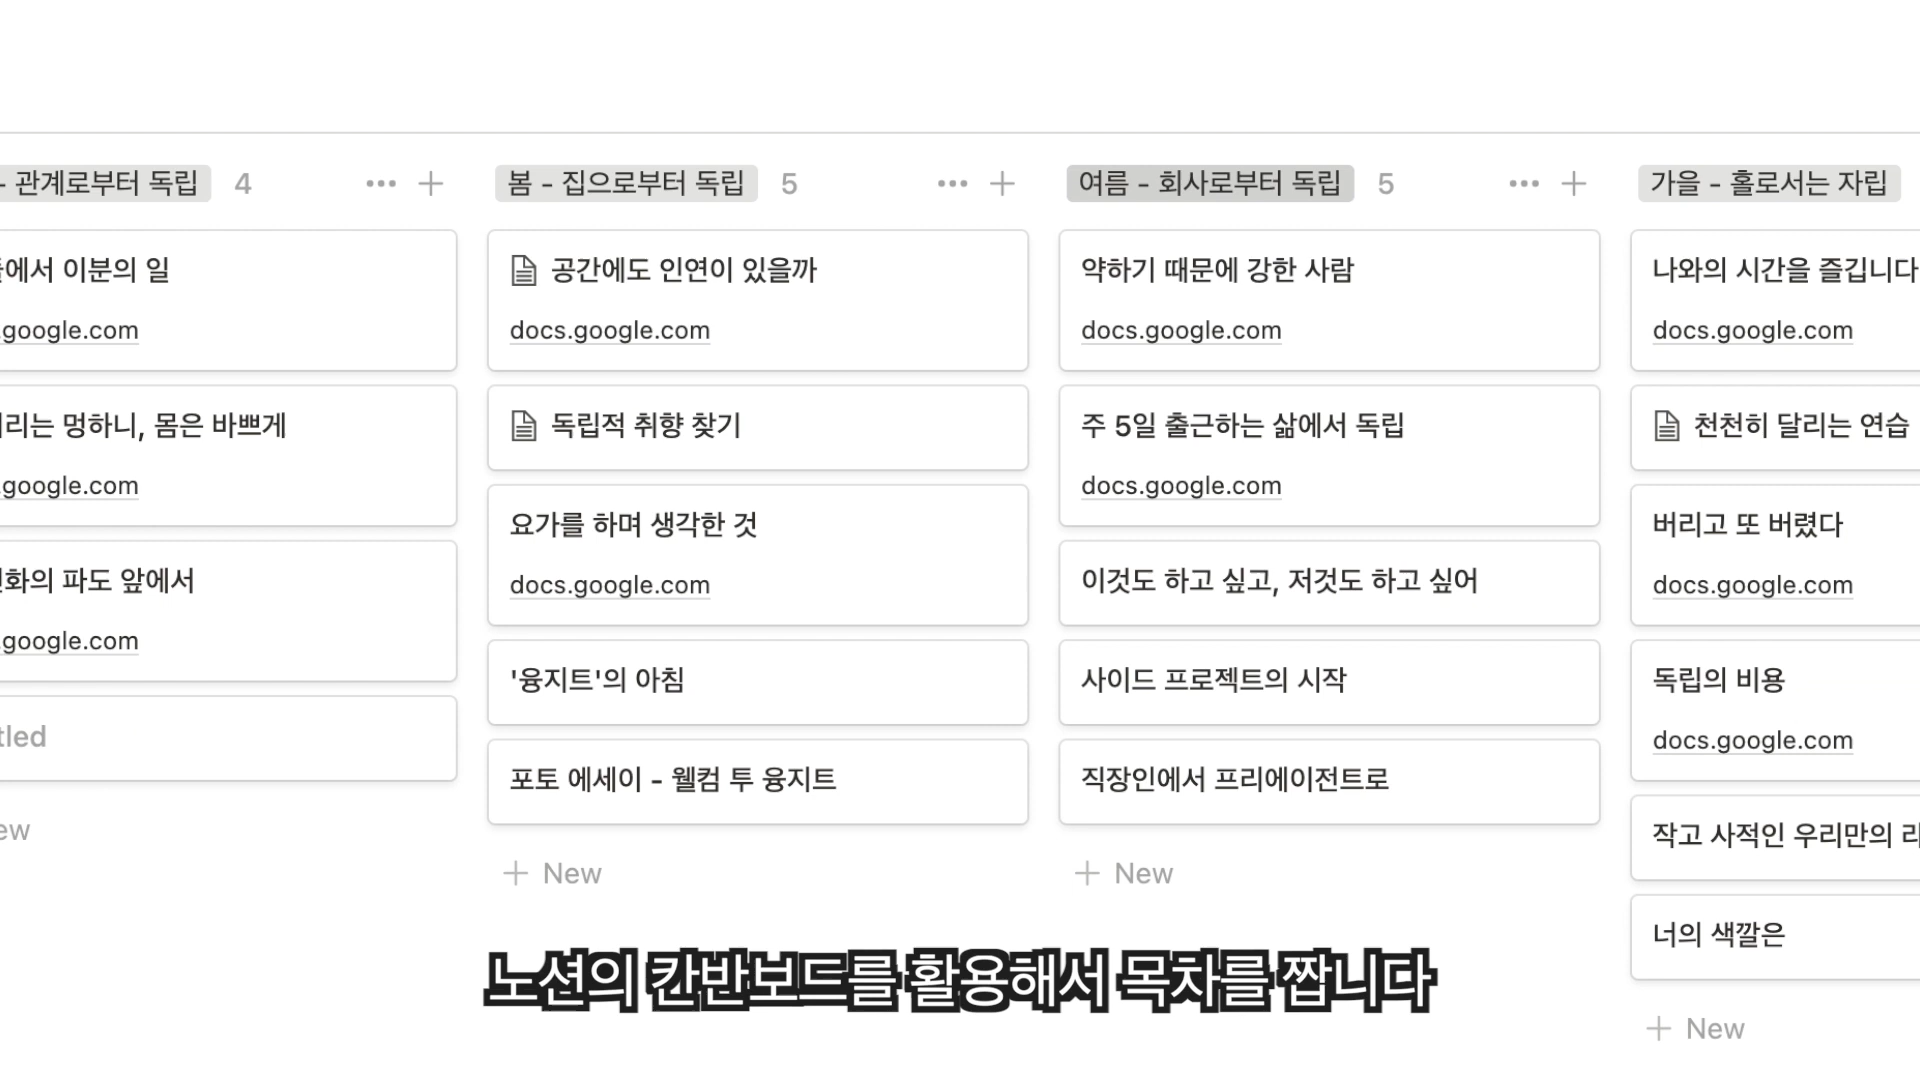 - 관계로부터 독립 4
에서 이분의 일
.google.com
리는 멍하니, 몸은 바쁘게
.google.com
화의 파도 앞에서
.google.com
tled
ew
봄 - 집으로부터 독립 5
공간에도 인연이 있을까
docs.google.com
독립적 취향 찾기
요가를 하며 생각한 것
docs.google.com
'융지트'의 아침
포토 에세이 - 웰컴 투 융지트
New
여름 - 회사로부터 독립 5
약하기 때문에 강한 사람
docs.google.com
주 5일 출근하는 삶에서 독립
docs.google.com
이것도 하고 싶고, 저것도 하고 싶어
사이드 프로젝트의 시작
직장인에서 프리에이전트로
New
가을 - 홀로서는 자립
나와의 시간을 즐깁니다
docs.google.com
천천히 달리는 연습
버리고 또 버렸다
docs.google.com
독립의 비용
docs.google.com
작고 사적인 우리만의
너의 색깔은
New
노션의 칸반보드를 활용해서 목차를 짭니다